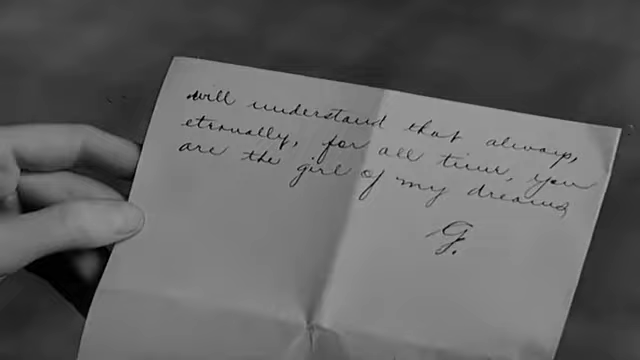 will understand that always,
eternally, for all time, you
are the girl of my dreams,
G.